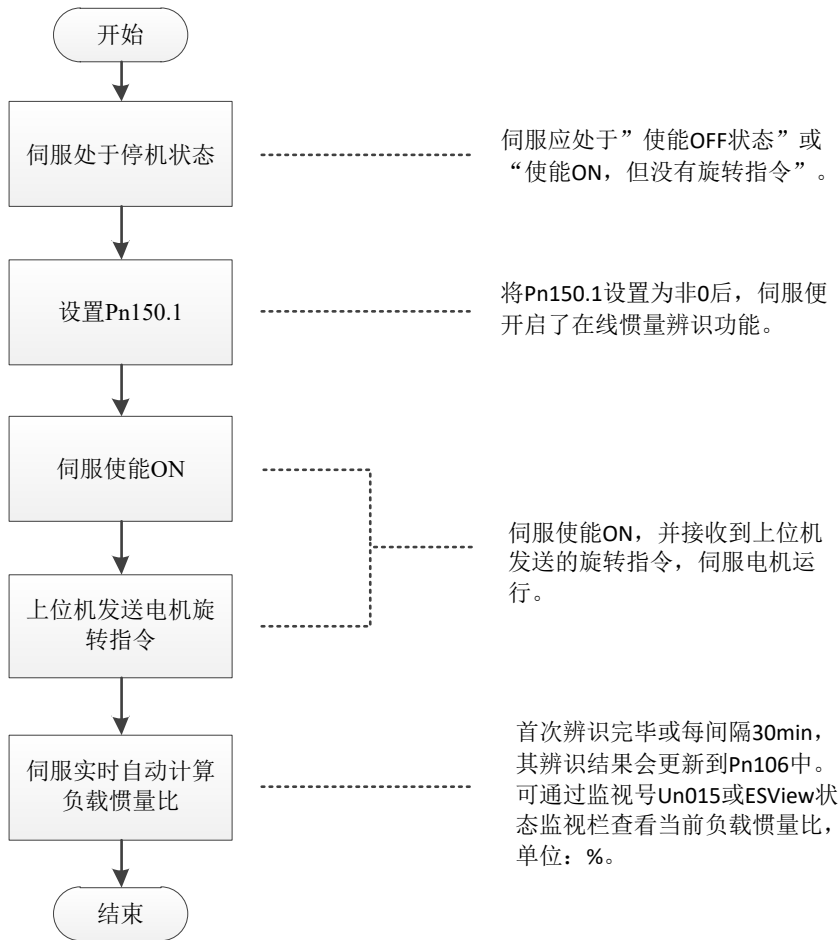 开始
伺服处于停机状态
伺服应处于”使能OFF状态”或
“使能ON，但没有旋转指令”。
设置Pn150.1
将Pn150.1设置为非0后，伺服便
开启了在线惯量辨识功能。
伺服使能ON
伺服使能ON，并接收到上位机
发送的旋转指令，伺服电机运
行。
上位机发送电机旋
转指令
伺服实时自动计算
负载惯量比
首次辨识完毕或每间隔30min，
其辨识结果会更新到Pn106中。
可通过监视号Un015或ESView状
态监视栏查看当前负载惯量比，
单位：%。
结束